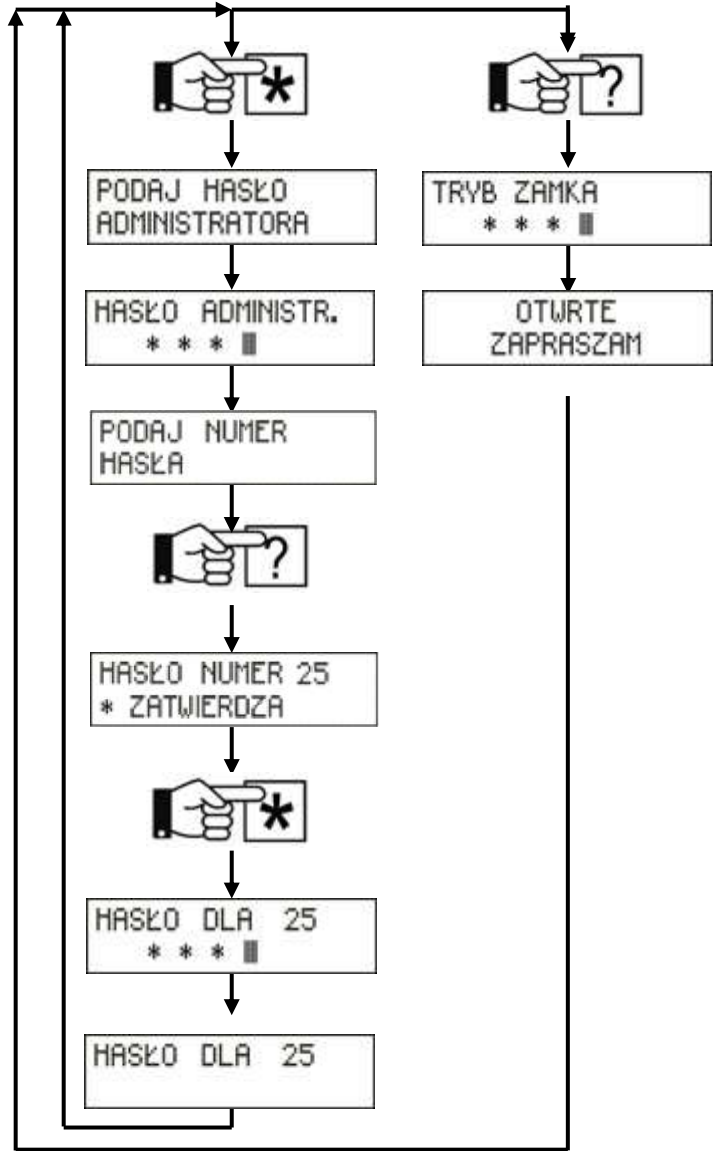 *
PODAJ HASŁO
ADMINISTRATORA
HASŁO ADMINISTR.
* * *
PODAJ NUMER
HASŁA
?
HASŁO NUMER 25
* ZATWIERDZA
*
HASŁO DLA 25
* * *
HASŁO DLA 25
?
TRYB ZAMKA
* * *
OTWRTE
ZAPRASZAM